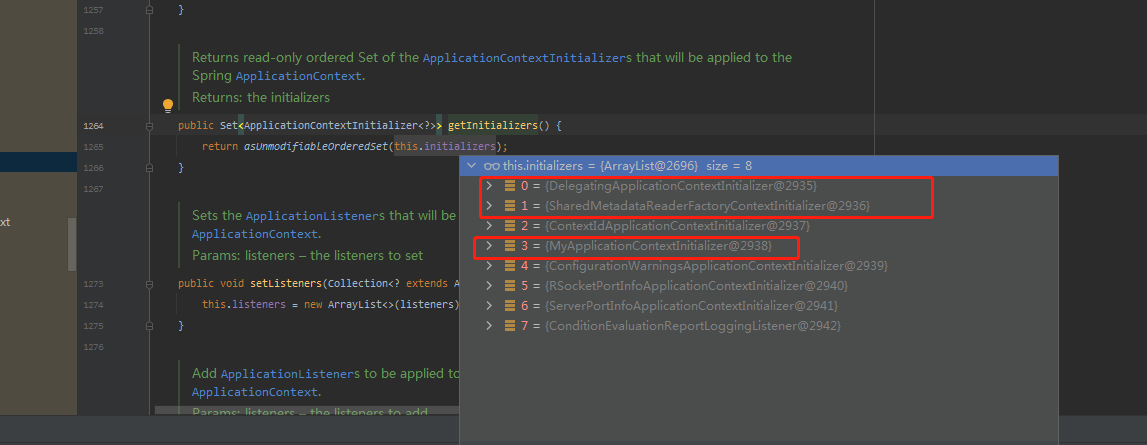 1257 }
1258
Returns read-only ordered Set of the ApplicationContextInitializers that will be applied to the
Spring ApplicationContext.
Returns: the initializers
1264 public Set<ApplicationContextInitializer<?>> getInitializers() {
1265 return asUnmodifiableOrderedSet(this.initializers);
1266 }
1267
this.initializers = {ArrayList@2696} size = 8
0 = {DelegatingApplicationContextInitializer@2935}
1 = {SharedMetadataReaderFactoryContextInitializer@2936}
2 = {ContextIdApplicationContextInitializer@2937}
3 = {MyApplicationContextInitializer@2938}
4 = {ConfigurationWarningsApplicationContextInitializer@2939}
5 = {RSocketPortInfoApplicationContextInitializer@2940}
6 = {ServerPortInfoApplicationContextInitializer@2941}
7 = {ConditionEvaluationReportLoggingListener@2942}
xt
Sets the ApplicationListeners that will be
ApplicationContext.
Params: listeners – the listeners to set
1273 public void setListeners(Collection<? extends A
1274 this.listeners = new ArrayList<>(listeners)
1275 }
1276
Add ApplicationListeners to be applied to
ApplicationContext.
Params: listeners – the listeners to add